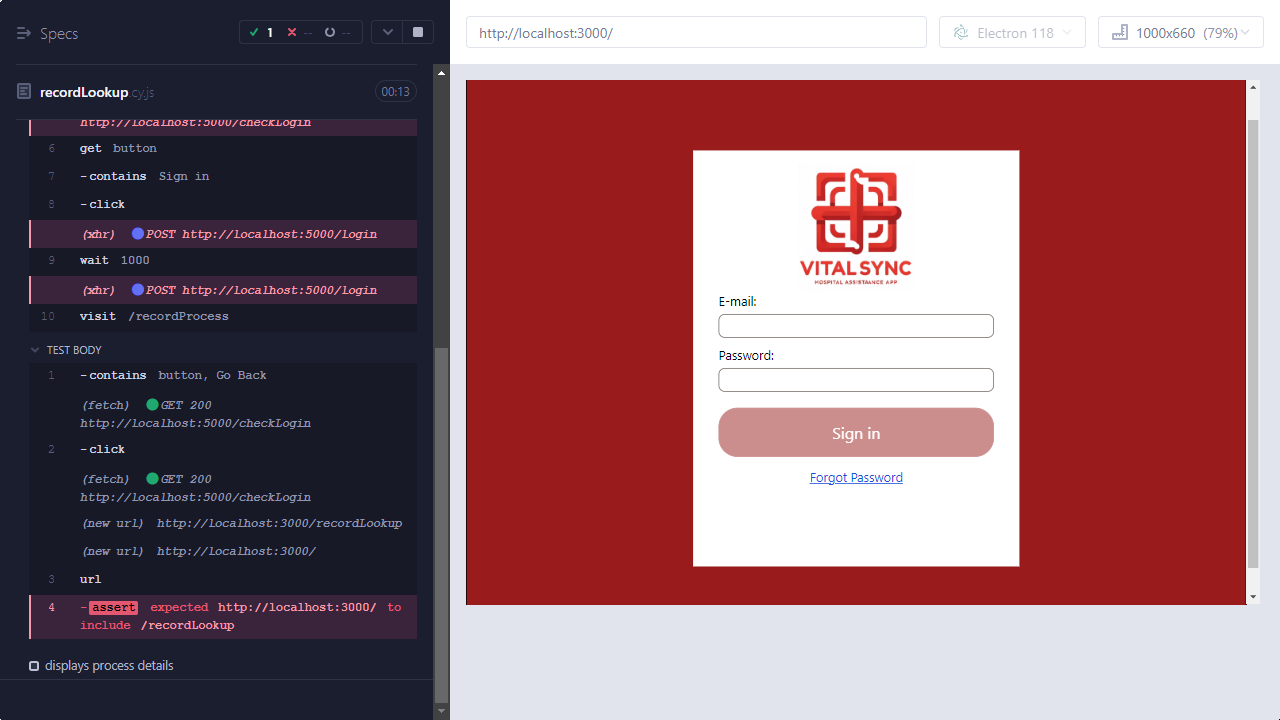 Specs
1
--
--
http://localhost:3000/
Electron 118
1000x660 (79%)
recordLookup.cy.js
00:13
http://localhost:5000/checkLogin
6 get button
7 -contains Sign in
8 -click
(xhr) POST http://localhost:5000/login
9 wait 1000
(xhr) POST http://localhost:5000/login
10 visit /recordProcess
TEST BODY
1 -contains button, Go Back
(fetch) GET 200
http://localhost:5000/checkLogin
2 -click
(fetch) GET 200
http://localhost:5000/checkLogin
(new url) http://localhost:3000/recordLookup
(new url) http://localhost:3000/
3 url
4 -assert expected http://localhost:3000/ to
include /recordLookup
displays process details
VITAL SYNC
HOSPITAL ASSISTAANCE APP
E-mail:
Password:
Sign in
Forgot Password